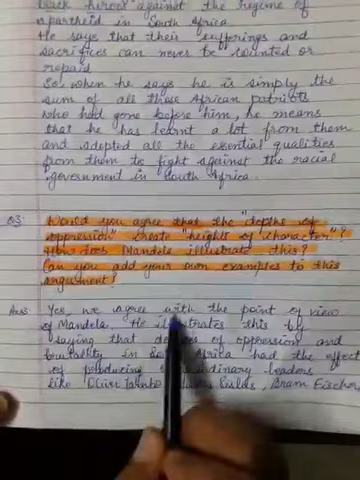 black heroes against the regime of
apartheid in South Africa
He says that their sufferings and
sacrifices can never be counted or
repaid
So, when he says he is simply the
sum of all those African patriots
who had gone before him, he means
that he has learnt a lot from them
and adopted all the essential qualities
from them to fight against the racial
government in South Africa.
Q3: Would you agree that the "depths of
oppression" create "heights of character"?
How does Mandela illustrate this?
Can you add your own examples to this
argument?
Ans: Yes, we agree with the point of view
of Mandela. He illustrates this by
saying that of oppression and
brutality in Africa had the effect
of producing leaders
like Oliver Bram Fischer,